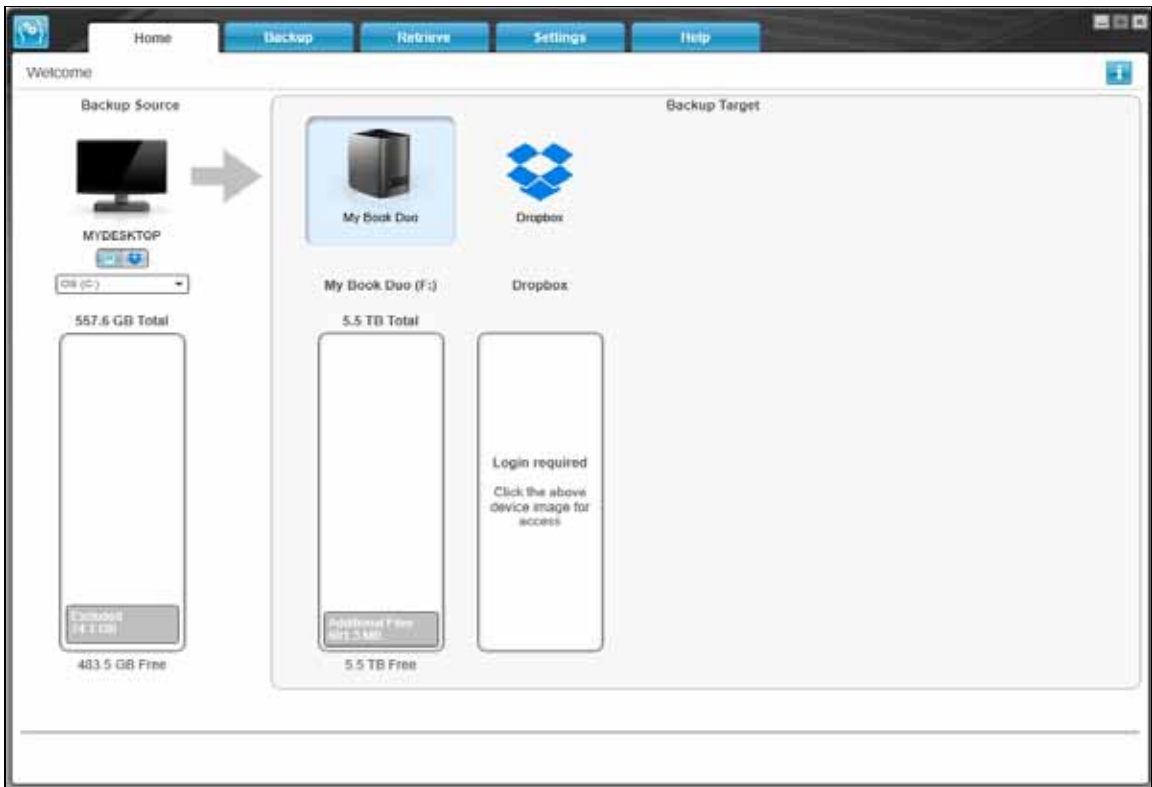 Home Backup Retrieve Settings Help
Welcome
Backup Source
Backup Target
MYDESKTOP
My Book Duo
Dropbox
OS (C:)
My Book Duo (F:)
Dropbox
557.6 GB Total
5.5 TB Total
Login required
Click the above
device image for
access
Excluded
Additional Files
483.5 GB Free
5.5 TB Free